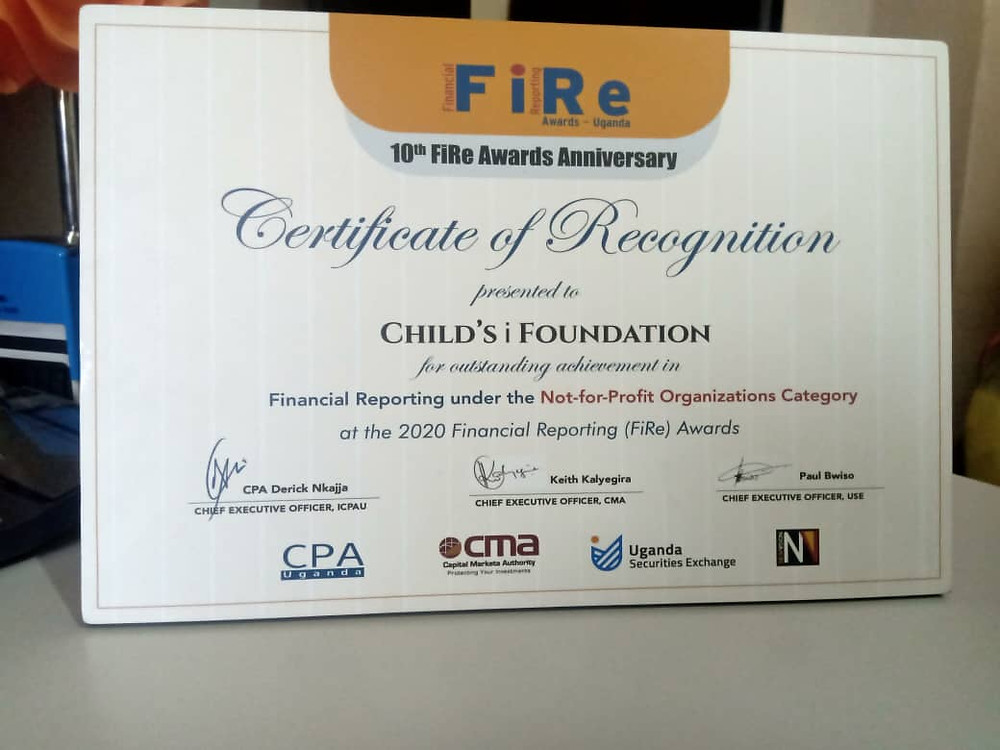 Financial FiRe Reporting
Awards - Uganda
10th FiRe Awards Anniversary
Certificate of Recognition
presented to
CHILD'S i FOUNDATION
for outstanding achievement in
Financial Reporting under the Not-for-Profit Organizations Category
at the 2020 Financial Reporting (FiRe) Awards
CPA Derick Nkajja
CHIEF EXECUTIVE OFFICER, ICPAU
Keith Kalyegira
CHIEF EXECUTIVE OFFICER, CMA
Paul Bwiso
CHIEF EXECUTIVE OFFICER, USE
CPA
Uganda
cma
Capital Markets Authority
Protecting Your Investments
Uganda
Securities Exchange
N